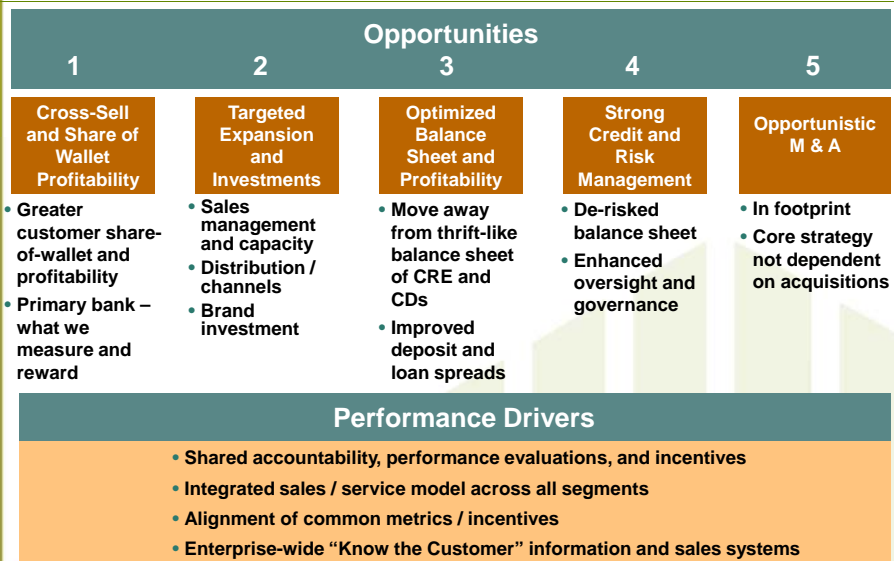 Opportunities
1 2 3 4 5
Cross-Sell
and Share of
Wallet
Profitability
Targeted
Expansion
and
Investments
Optimized
Balance
Sheet and
Profitability
Strong
Credit and
Risk
Management
Opportunistic
M & A
• Greater
customer share-
of-wallet and
profitability
• Primary bank –
what we
measure and
reward
• Sales
management
and capacity
• Distribution /
channels
• Brand
investment
• Move away
from thrift-like
balance sheet
of CRE and
CDs
• Improved
deposit and
loan spreads
• De-risked
balance sheet
• Enhanced
oversight and
governance
• In footprint
• Core strategy
not dependent
on acquisitions
Performance Drivers
• Shared accountability, performance evaluations, and incentives
• Integrated sales / service model across all segments
• Alignment of common metrics / incentives
• Enterprise-wide “Know the Customer” information and sales systems